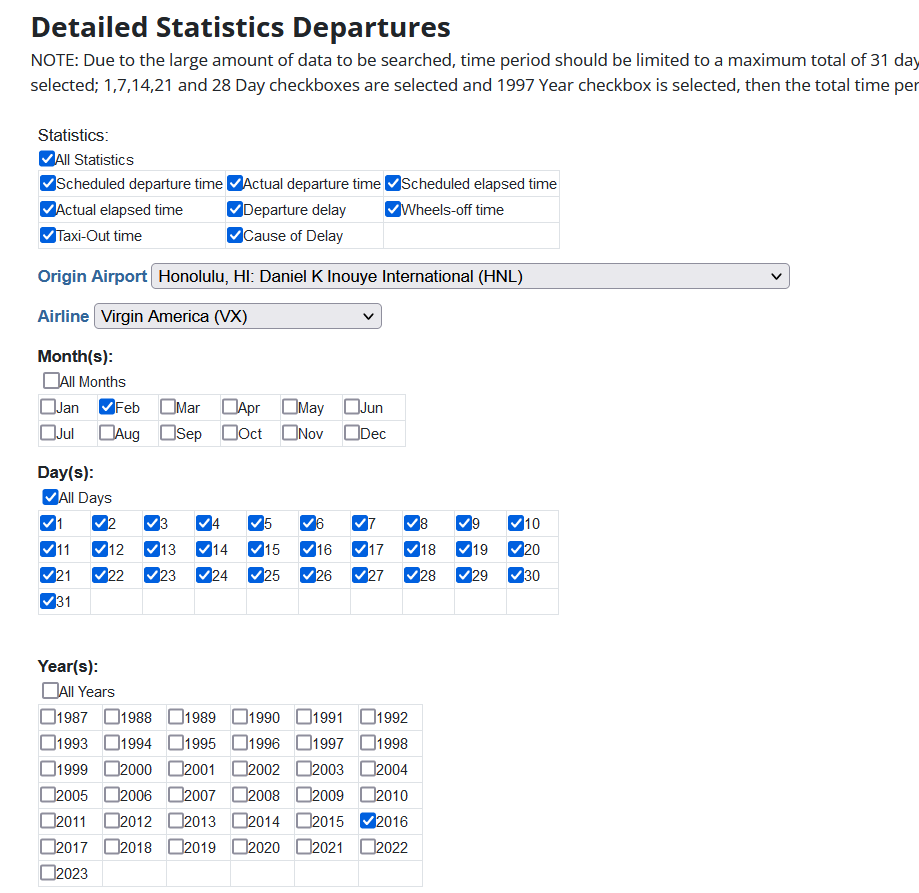 Detailed Statistics Departures
NOTE: Due to the large amount of data to be searched, time period should be limited to a maximum total of 31 day
selected; 1,7,14,21 and 28 Day checkboxes are selected and 1997 Year checkbox is selected, then the total time per
Statistics:
All Statistics
Scheduled departure time Actual departure time Scheduled elapsed time
Actual elapsed time Departure delay Wheels-off time
Taxi-Out time Cause of Delay
Origin Airport Honolulu, HI: Daniel K Inouye International (HNL)
Airline Virgin America (VX)
Month(s):
All Months
Jan Feb Mar Apr May Jun
Jul Aug Sep Oct Nov Dec
Day(s):
All Days
1 2 3 4 5 6 7 8 9 10
11 12 13 14 15 16 17 18 19 20
21 22 23 24 25 26 27 28 29 30
31
Year(s):
All Years
1987 1988 1989 1990 1991 1992
1993 1994 1995 1996 1997 1998
1999 2000 2001 2002 2003 2004
2005 2006 2007 2008 2009 2010
2011 2012 2013 2014 2015 2016
2017 2018 2019 2020 2021 2022
2023